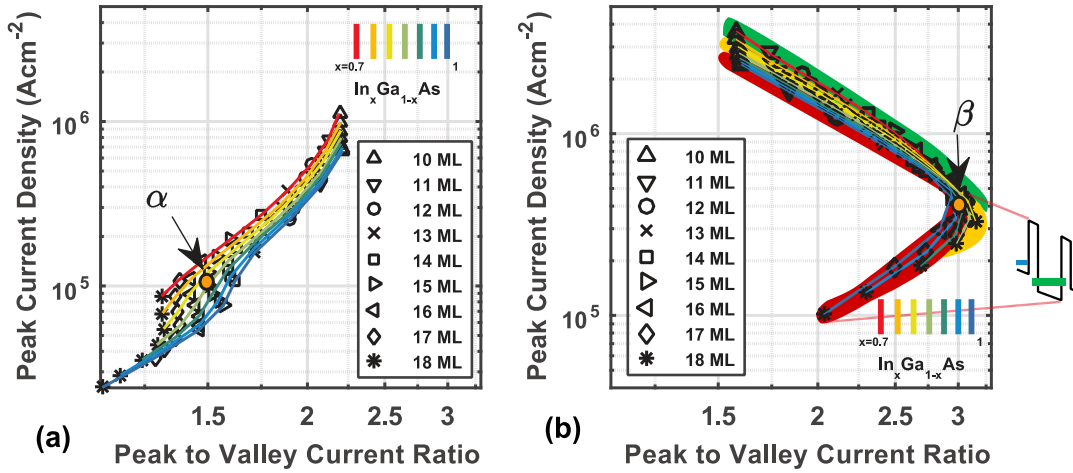 Peak Current Density (Acm⁻²)
10⁶
10⁵
α
x=0.7 1
InₓGa₁₋ₓAs
10 ML
11 ML
12 ML
13 ML
14 ML
15 ML
16 ML
17 ML
18 ML
1.5 2 2.5 3
(a)
Peak to Valley Current Ratio
Peak Current Density (Acm⁻²)
10⁶
10⁵
β
10 ML
11 ML
12 ML
13 ML
14 ML
15 ML
16 ML
17 ML
18 ML
x=0.7 1
InₓGa₁₋ₓAs
1.5 2 2.5 3
(b)
Peak to Valley Current Ratio